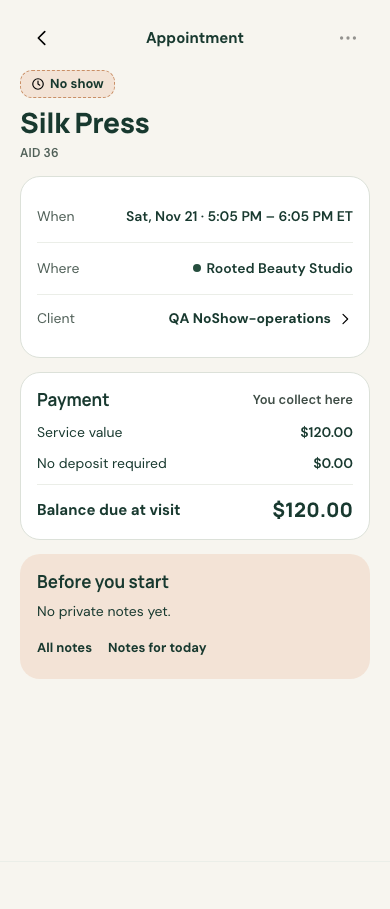 Appointment
No show
Silk Press
AID 36
When Sat, Nov 21 · 5:05 PM – 6:05 PM ET
Where Rooted Beauty Studio
Client QA NoShow-operations
Payment You collect here
Service value $120.00
No deposit required $0.00
Balance due at visit $120.00
Before you start
No private notes yet.
All notes Notes for today